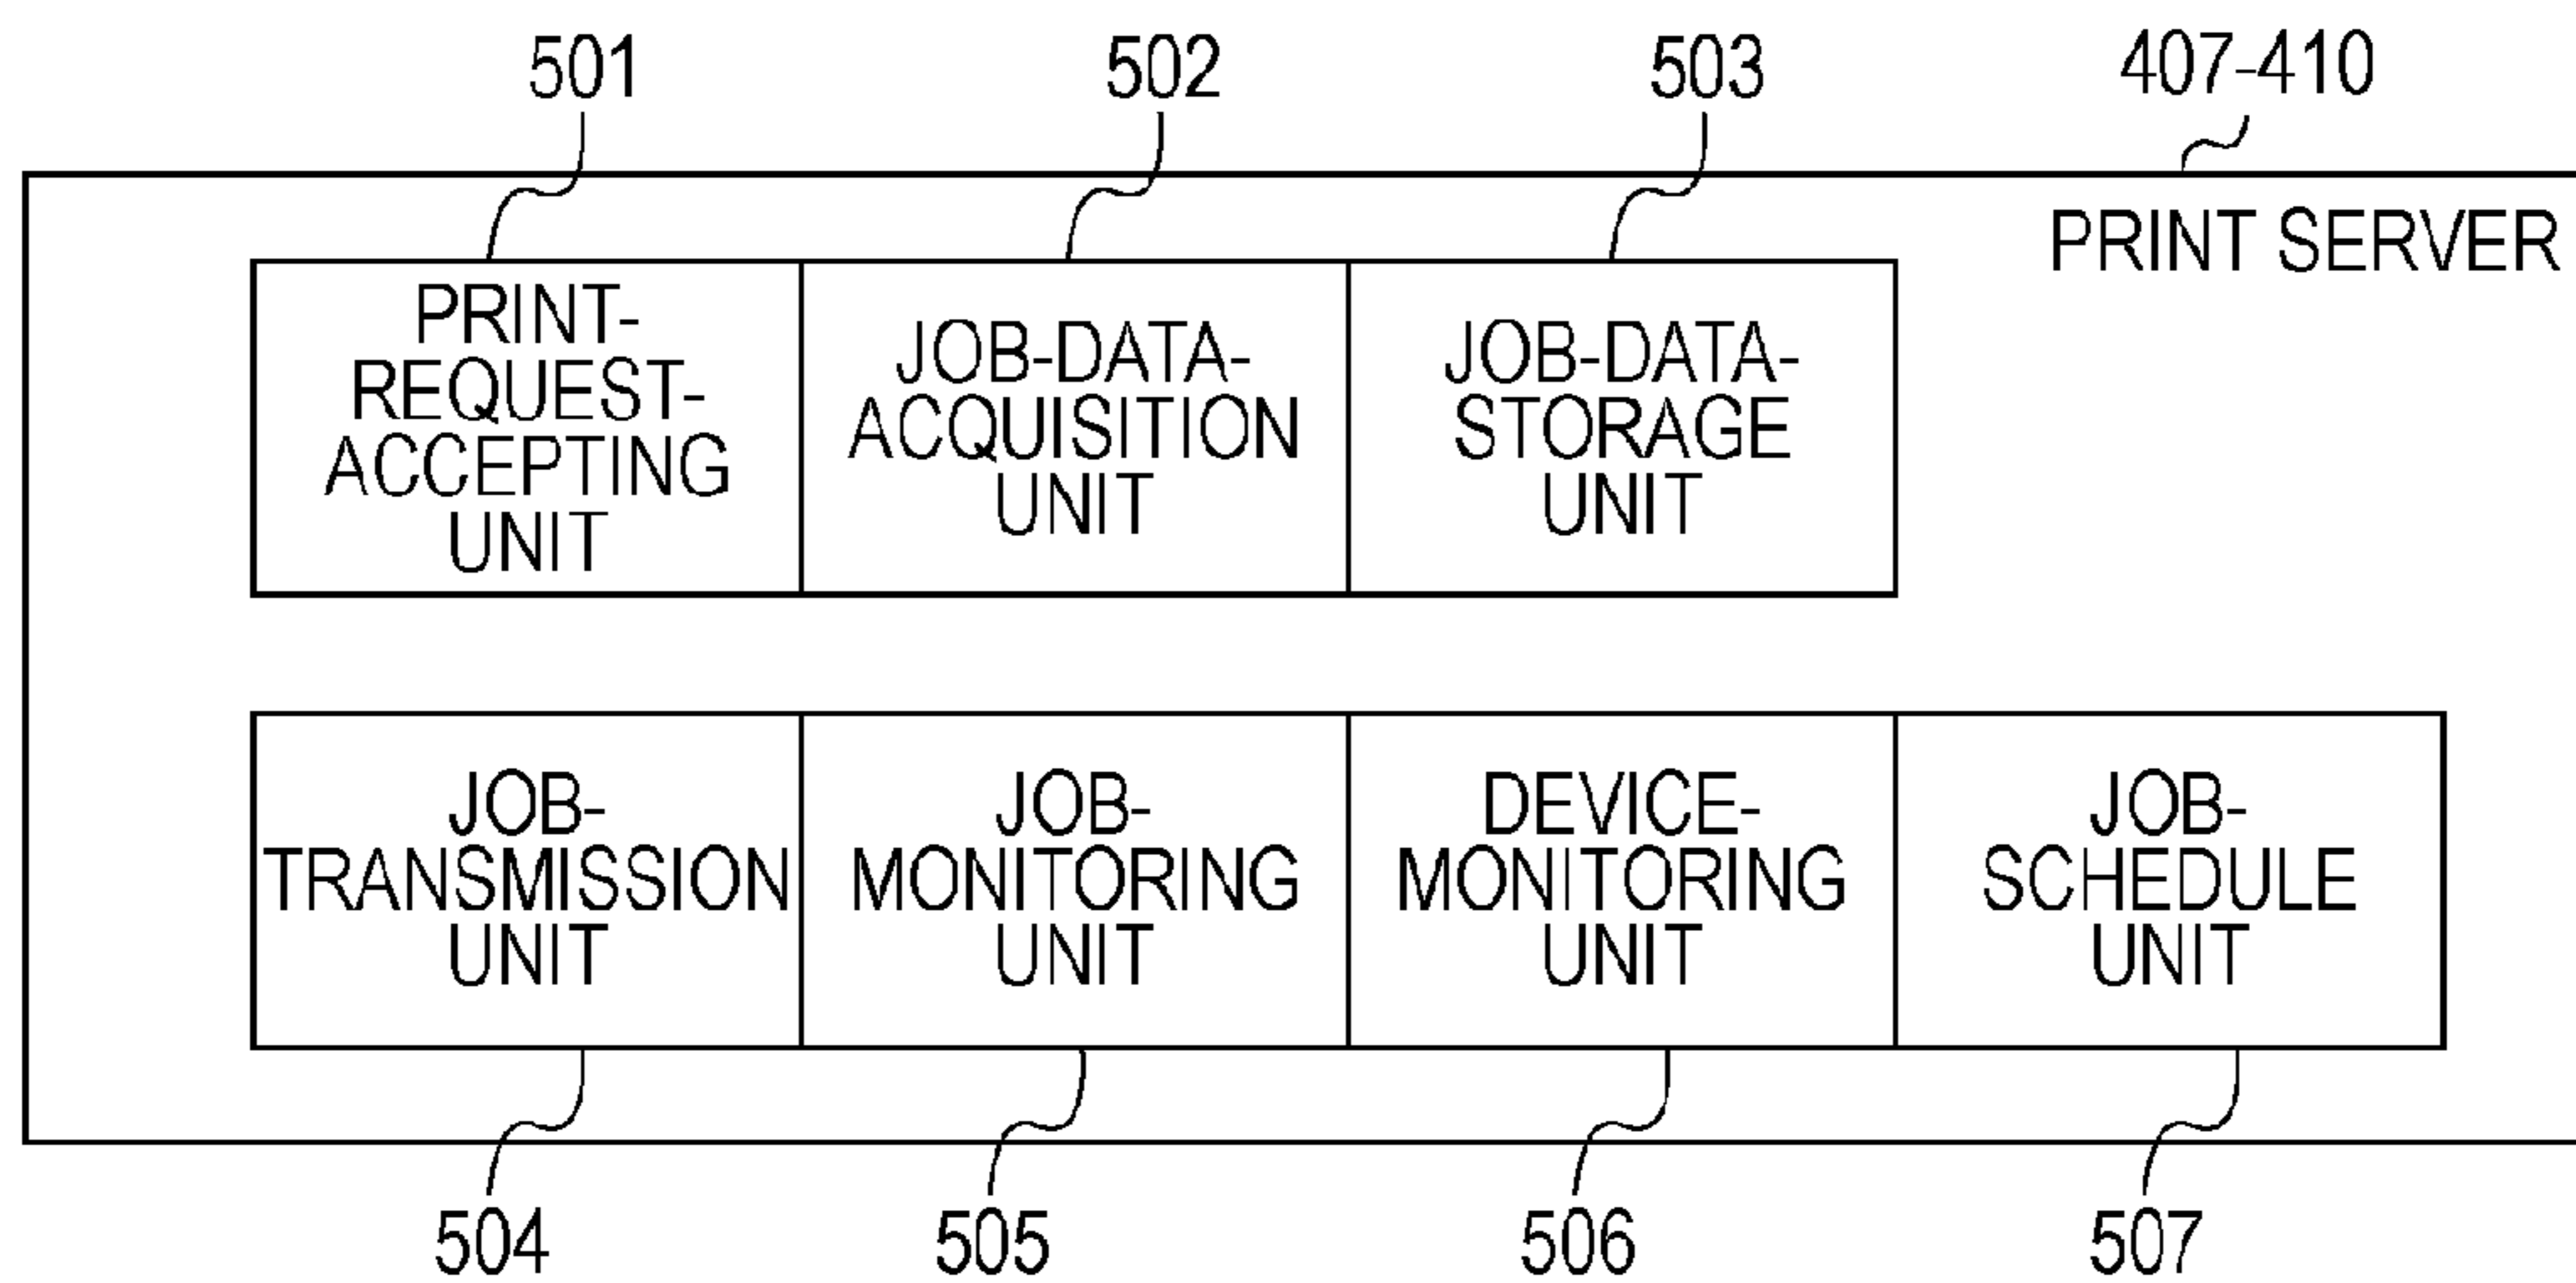 501
502
503
407-410
PRINT SERVER
PRINT-
REQUEST-
ACCEPTING
UNIT
JOB-DATA-
ACQUISITION
UNIT
JOB-DATA-
STORAGE
UNIT
JOB-
TRANSMISSION
UNIT
JOB-
MONITORING
UNIT
DEVICE-
MONITORING
UNIT
JOB-
SCHEDULE
UNIT
504
505
506
507